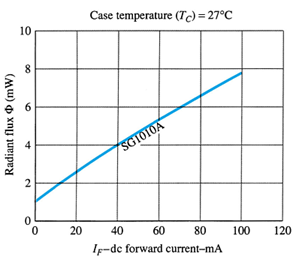 Case temperature (T_C) = 27°C
Radiant flux Φ (mW)
10
8
6
4
2
0
SG1010A
0 20 40 60 80 100 120
I_F–dc forward current–mA